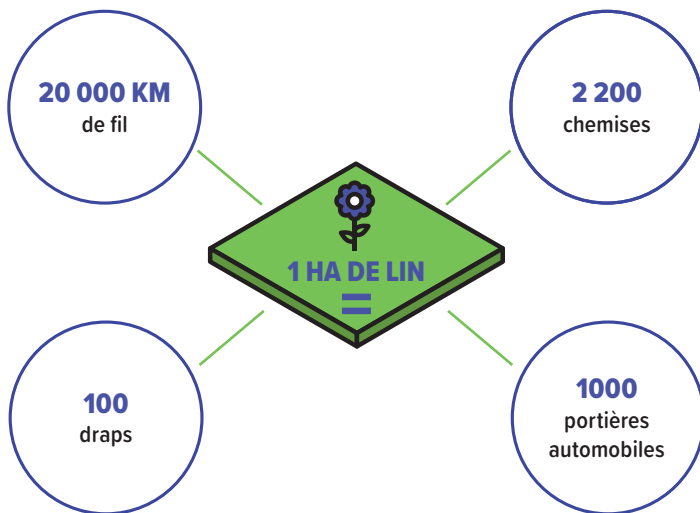 20 000 KM
de fil
2 200
chemises
1 HA DE LIN
=
100
draps
1000
portières
automobiles